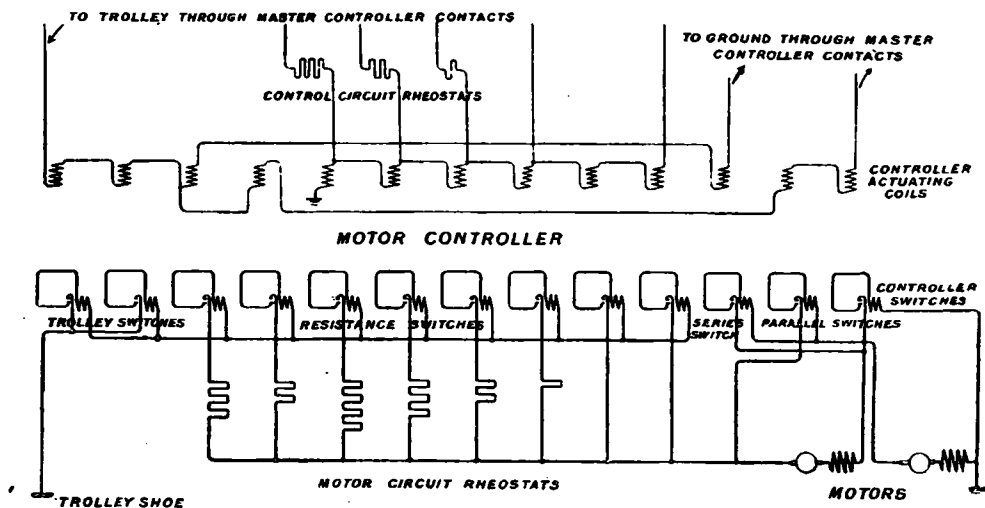 TO TROLLEY THROUGH MASTER CONTROLLER CONTACTS
TO GROUND THROUGH MASTER
CONTROLLER CONTACTS
CONTROL CIRCUIT RHEOSTATS
CONTROLLER
ACTUATING
COILS
MOTOR CONTROLLER
CONTROLLER
SWITCHES
TROLLEY SWITCHES
RESISTANCE SWITCHES
SERIES
SWITCH
PARALLEL SWITCHES
MOTOR CIRCUIT RHEOSTATS
MOTORS
TROLLEY SHOE